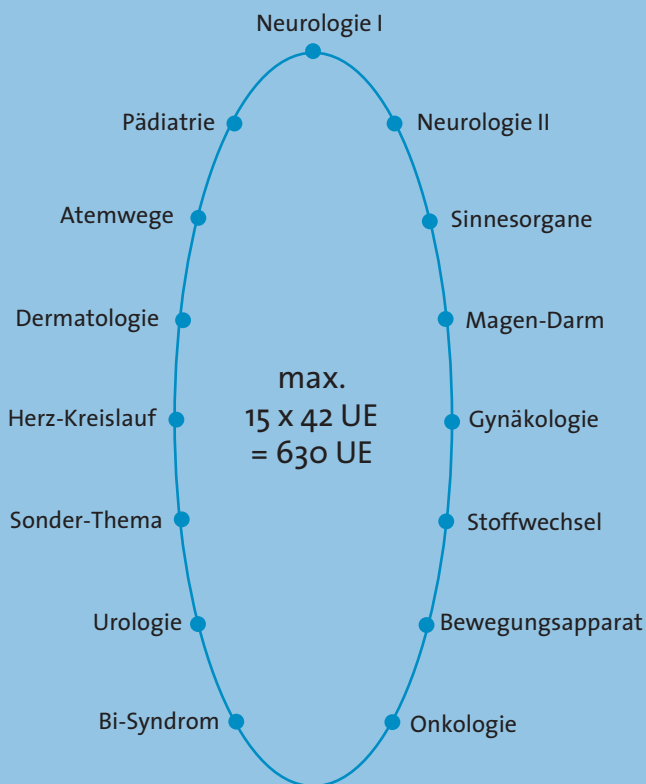 Neurologie I
Pädiatrie
Neurologie II
Atemwege
Sinnesorgane
Dermatologie
Magen-Darm
max.
15 x 42 UE
= 630 UE
Herz-Kreislauf
Gynäkologie
Sonder-Thema
Stoffwechsel
Urologie
Bewegungsapparat
Bi-Syndrom
Onkologie